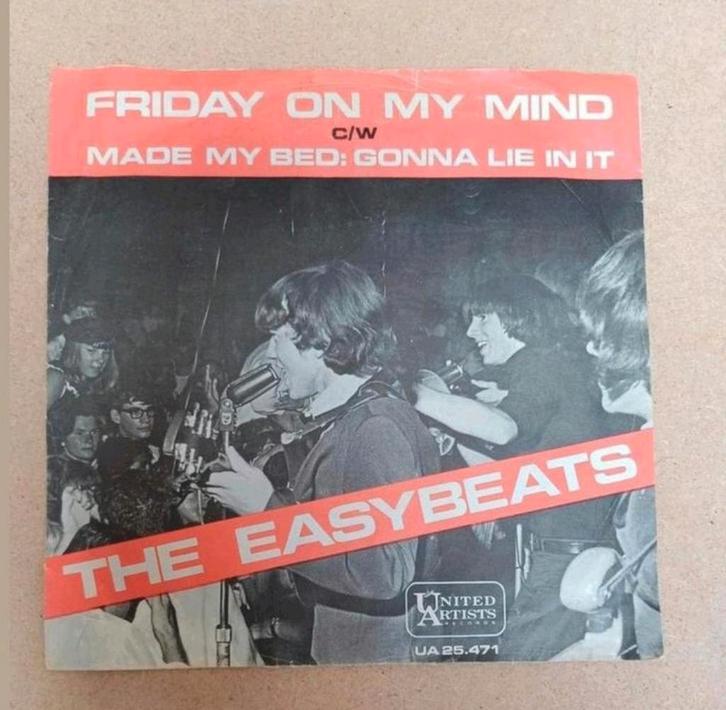 FRIDAY ON MY MIND
C/W
MADE MY BED: GONNA LIE IN IT
THE EASYBEATS
UNITED
ARTISTS
RECORDS
UA 25.471